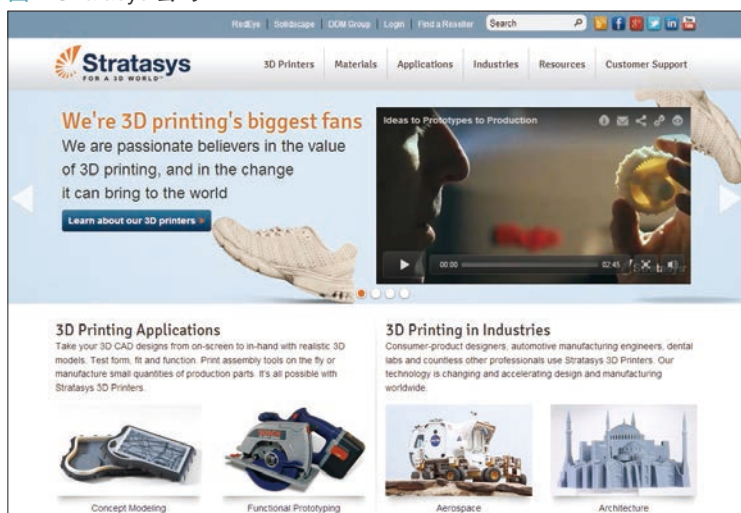 RedEye Solidscape DDM Group Login Find a Reseller Search
Stratasys
FOR A 3D WORLD
3D Printers Materials Applications Industries Resources Customer Support
We're 3D printing's biggest fans
We are passionate believers in the value
of 3D printing, and in the change
it can bring to the world
Learn about our 3D printers
Ideas to Prototypes to Production
00:00 02:45
Stratasys
3D Printing Applications
Take your 3D CAD designs from on-screen to in-hand with realistic 3D
models. Test form, fit and function. Print assembly tools on the fly or
manufacture small quantities of production parts. It's all possible with
Stratasys 3D Printers.
Concept Modeling Functional Prototyping
3D Printing in Industries
Consumer-product designers, automotive manufacturing engineers, dental
labs and countless other professionals use Stratasys 3D Printers. Our
technology is changing and accelerating design and manufacturing
worldwide.
Aerospace Architecture